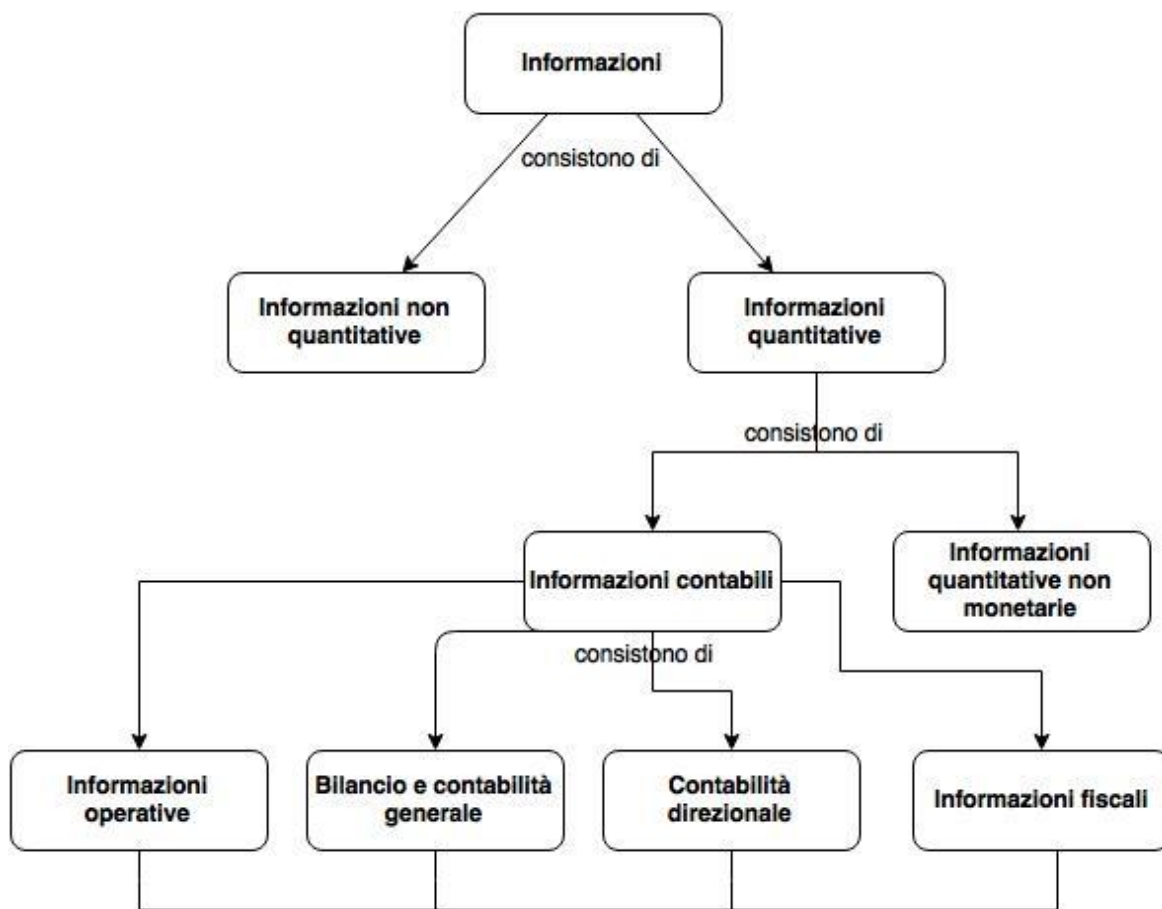 Informazioni
consistono di
Informazioni non
quantitative
Informazioni
quantitative
consistono di
Informazioni contabili
Informazioni
quantitative non
monetarie
consistono di
Informazioni
operative
Bilancio e contabilità
generale
Contabilità
direzionale
Informazioni fiscali